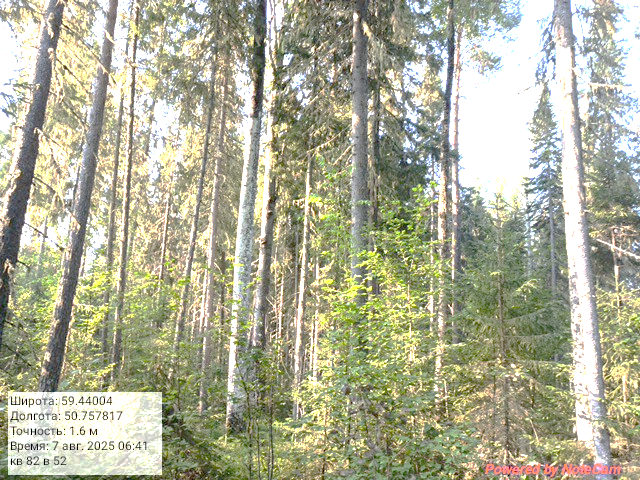 Широта: 59.44004
Долгота: 50.757817
Точность: 1.6 м
Время: 7 авг. 2025 06:41
кв 82 в 52
Powered by NoteCam